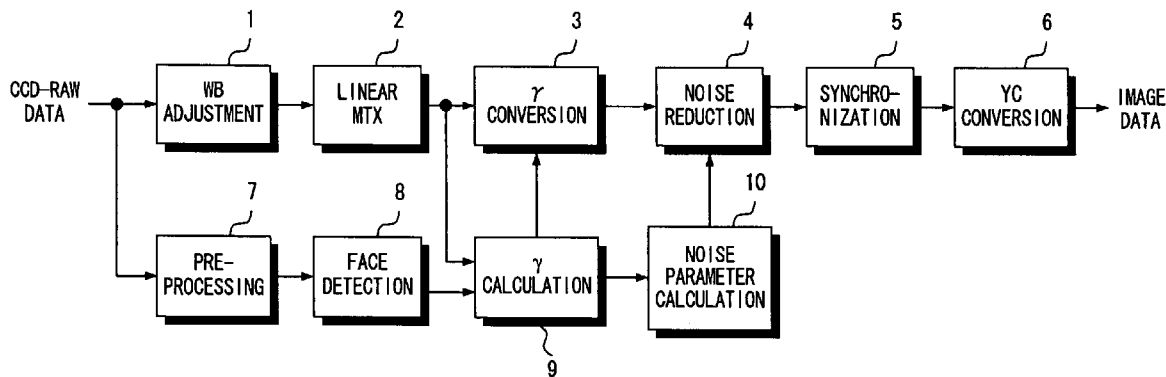 1
2
3
4
5
6
CCD-RAW
DATA
WB
ADJUSTMENT
LINEAR
MTX
γ
CONVERSION
NOISE
REDUCTION
SYNCHRO-
NIZATION
YC
CONVERSION
IMAGE
DATA
7
8
10
PRE-
PROCESSING
FACE
DETECTION
γ
CALCULATION
NOISE
PARAMETER
CALCULATION
9